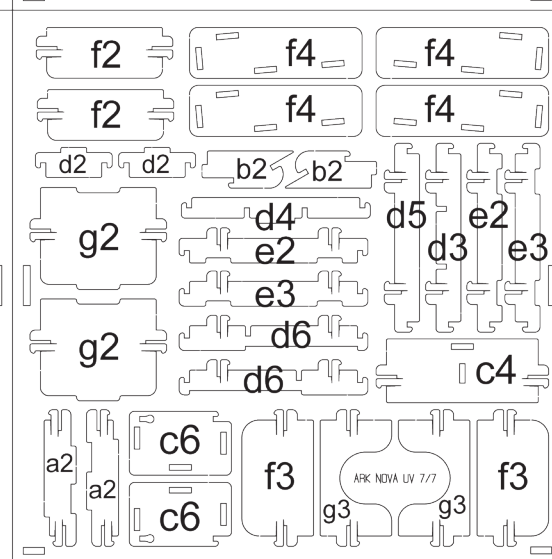 f2 f4 f4
f2 f4 f4
d2 d2 b2 b2
d4 d5 d3 e2 e3
g2 e2
e3
g2 d6
d6 c4
a2 a2 c6 f3 g3 ARK NOVA UV 7/7 g3 f3
c6